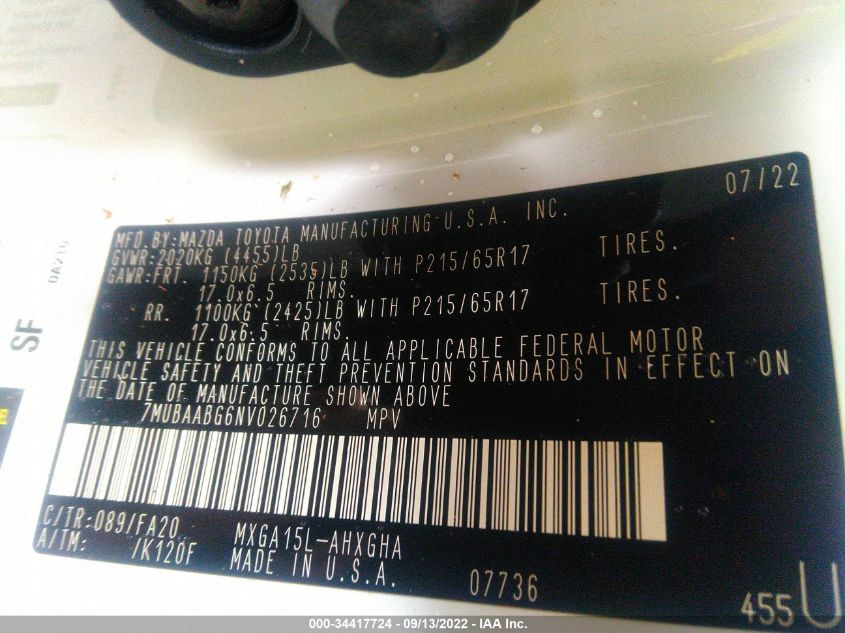 07/22
MFD.BY:MAZDA TOYOTA MANUFACTURING U.S.A. INC.
GVWR:2020KG (4455)LB
GAWR:FRT. 1150KG (2535)LB WITH P215/65R17 TIRES.
17.0x6.5 RIMS.
RR. 1100KG (2425)LB WITH P215/65R17 TIRES.
17.0x6.5 RIMS.
THIS VEHICLE CONFORMS TO ALL APPLICABLE FEDERAL MOTOR
VEHICLE SAFETY AND THEFT PREVENTION STANDARDS IN EFFECT ON
THE DATE OF MANUFACTURE SHOWN ABOVE
7MUBAABG6NV026716 MPV
C/TR:089/FA20 MXGA15L-AHXGHA
A/TM: /K120F MADE IN U.S.A.
07736
455U
SF
000-34417724 - 09/13/2022 - IAA Inc.